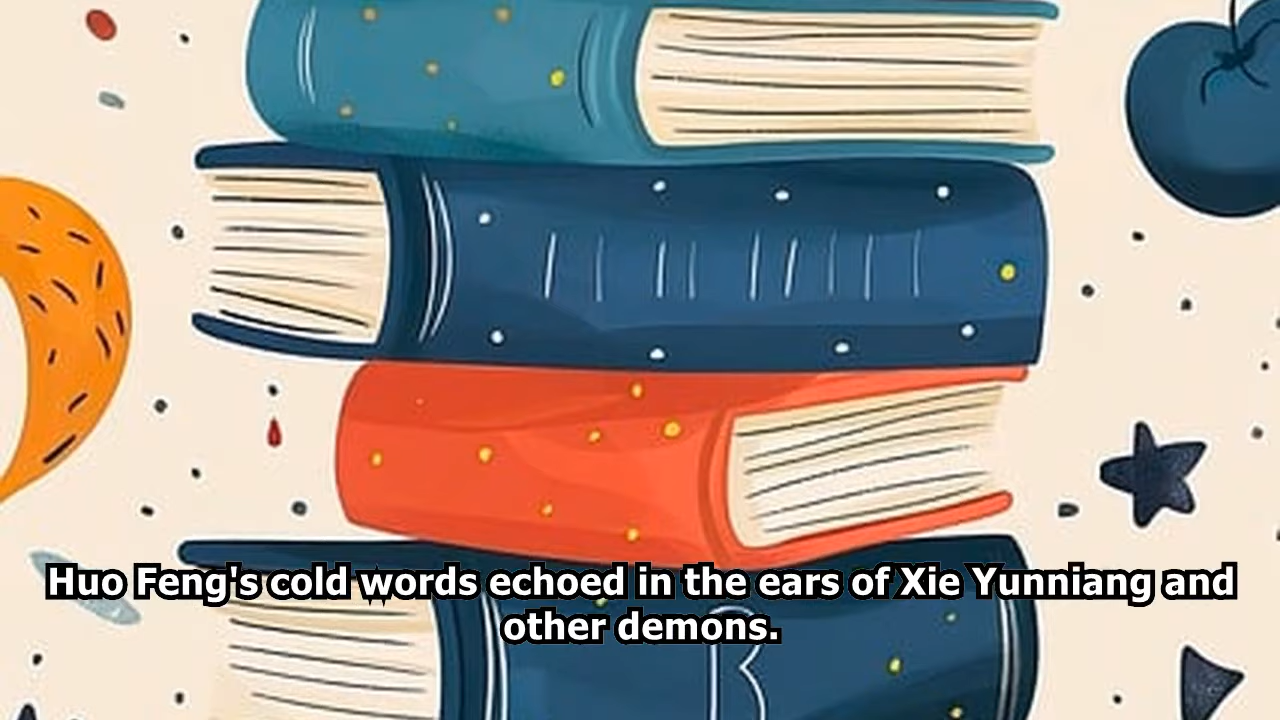 Huo Feng's cold words echoed in the ears of Xie Yunniang and
other demons.